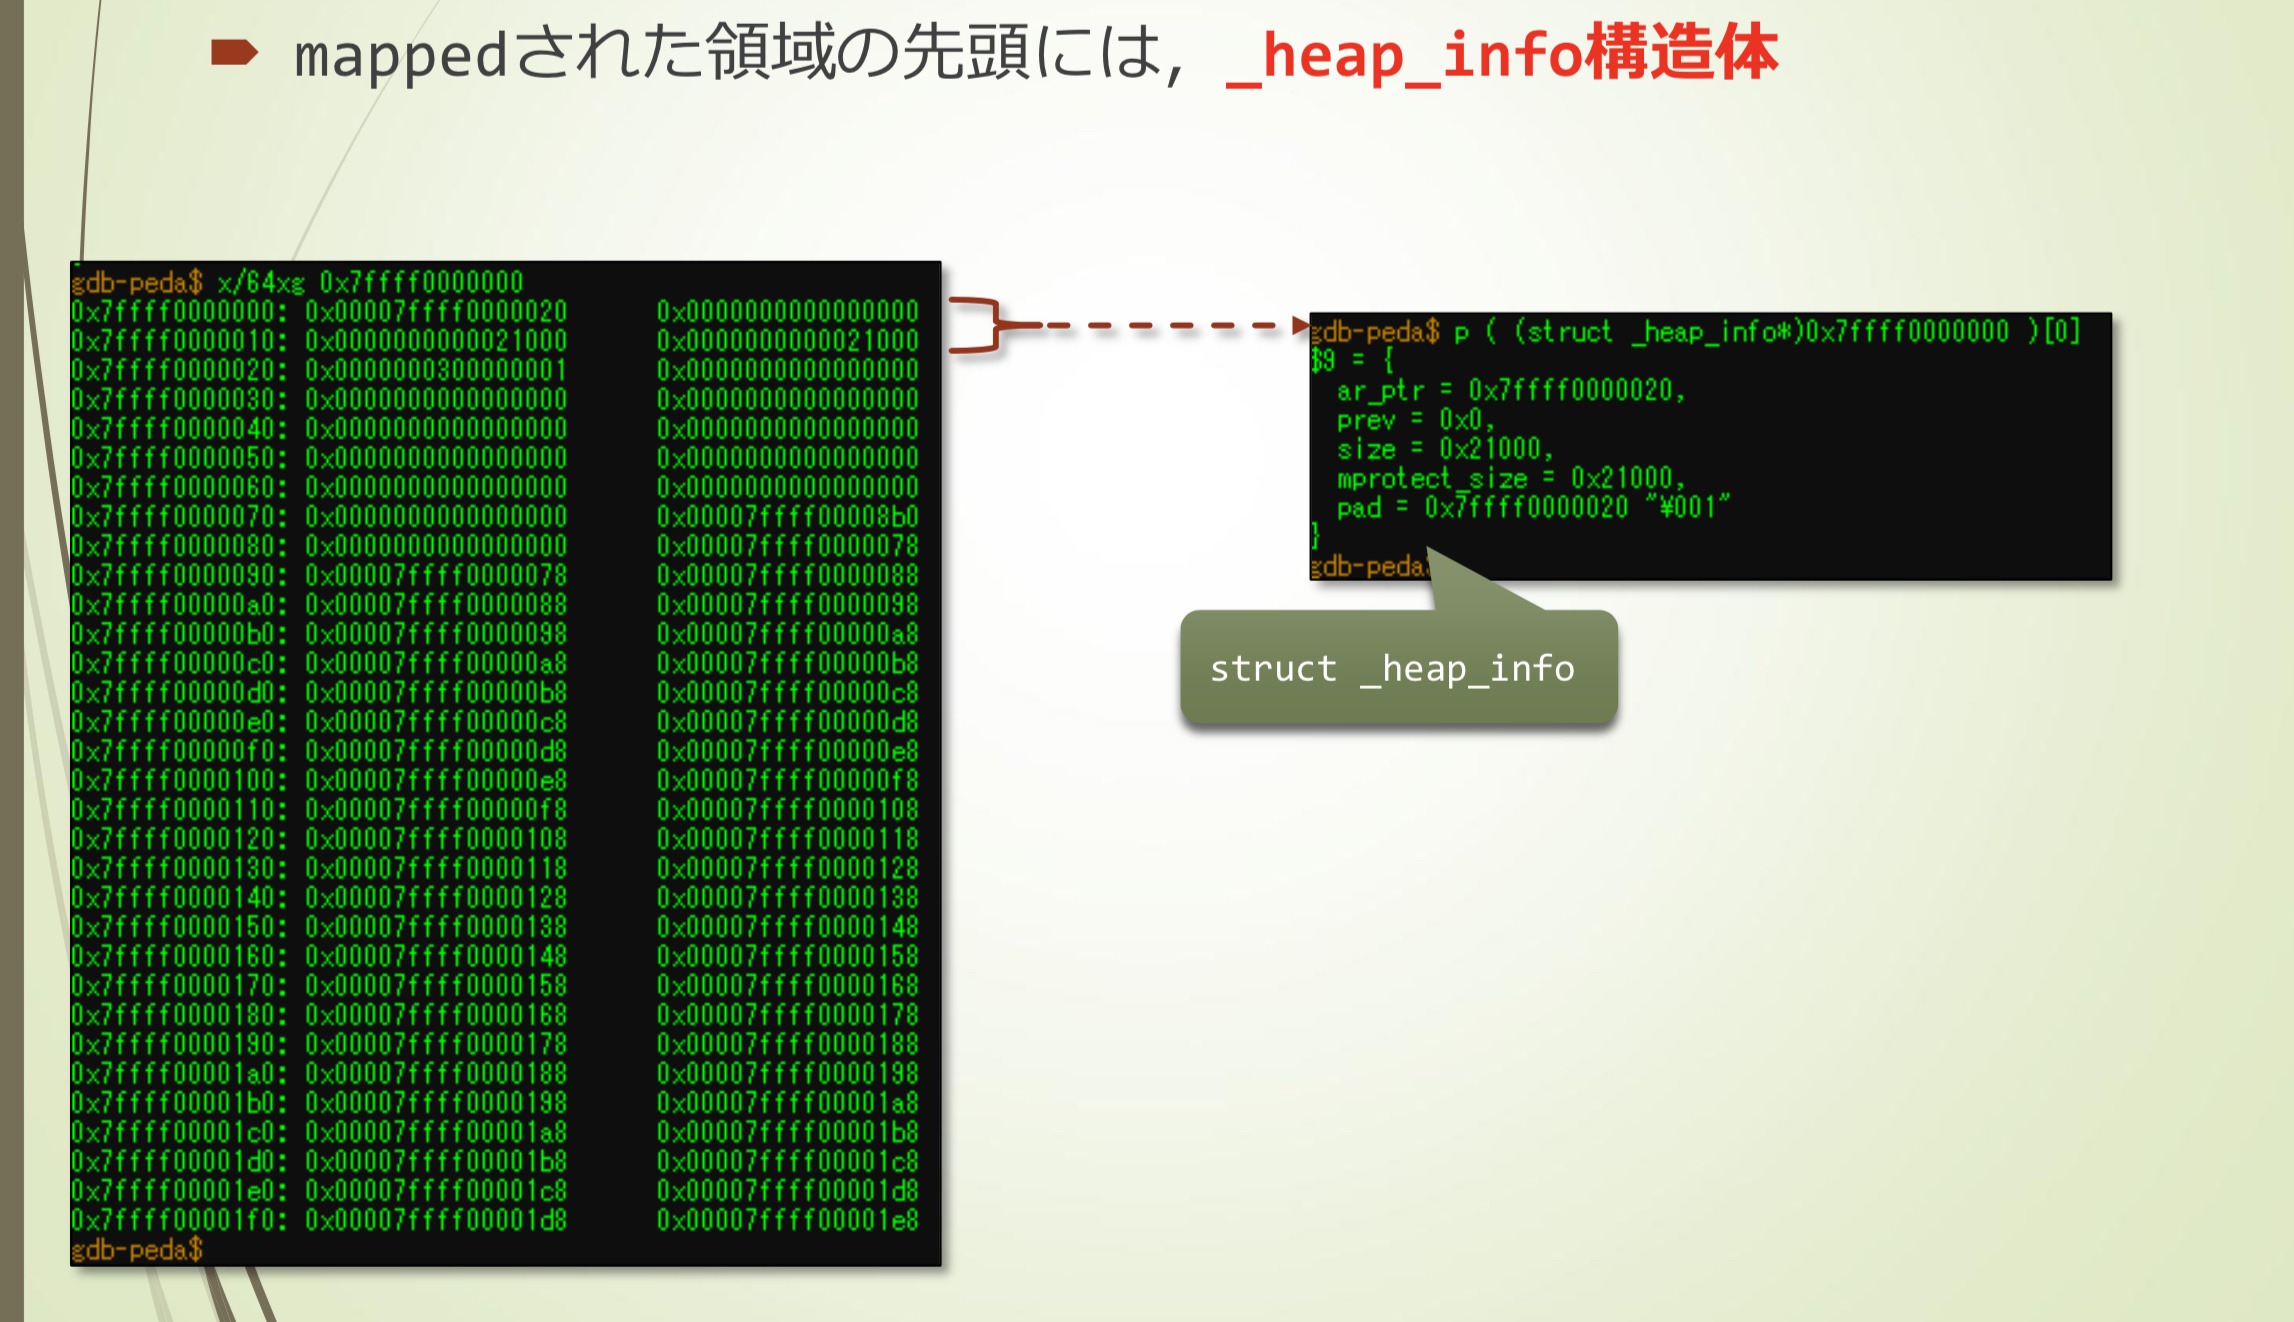 mappedされた領域の先頭には, _heap_info構造体
gdb-peda$ x/64xg 0x7ffff0000000
0x7ffff0000000: 0x00007ffff0000020 0x0000000000000000
0x7ffff0000010: 0x0000000000021000 0x0000000000021000
0x7ffff0000020: 0x0000000300000001 0x0000000000000000
0x7ffff0000030: 0x0000000000000000 0x0000000000000000
0x7ffff0000040: 0x0000000000000000 0x0000000000000000
0x7ffff0000050: 0x0000000000000000 0x0000000000000000
0x7ffff0000060: 0x0000000000000000 0x0000000000000000
0x7ffff0000070: 0x0000000000000000 0x00007ffff00008b0
0x7ffff0000080: 0x0000000000000000 0x00007ffff0000078
0x7ffff0000090: 0x00007ffff0000078 0x00007ffff0000088
0x7ffff00000a0: 0x00007ffff0000088 0x00007ffff0000098
0x7ffff00000b0: 0x00007ffff0000098 0x00007ffff00000a8
0x7ffff00000c0: 0x00007ffff00000a8 0x00007ffff00000b8
0x7ffff00000d0: 0x00007ffff00000b8 0x00007ffff00000c8
0x7ffff00000e0: 0x00007ffff00000c8 0x00007ffff00000d8
0x7ffff00000f0: 0x00007ffff00000d8 0x00007ffff00000e8
0x7ffff0000100: 0x00007ffff00000e8 0x00007ffff00000f8
0x7ffff0000110: 0x00007ffff00000f8 0x00007ffff0000108
0x7ffff0000120: 0x00007ffff0000108 0x00007ffff0000118
0x7ffff0000130: 0x00007ffff0000118 0x00007ffff0000128
0x7ffff0000140: 0x00007ffff0000128 0x00007ffff0000138
0x7ffff0000150: 0x00007ffff0000138 0x00007ffff0000148
0x7ffff0000160: 0x00007ffff0000148 0x00007ffff0000158
0x7ffff0000170: 0x00007ffff0000158 0x00007ffff0000168
0x7ffff0000180: 0x00007ffff0000168 0x00007ffff0000178
0x7ffff0000190: 0x00007ffff0000178 0x00007ffff0000188
0x7ffff00001a0: 0x00007ffff0000188 0x00007ffff0000198
0x7ffff00001b0: 0x00007ffff0000198 0x00007ffff00001a8
0x7ffff00001c0: 0x00007ffff00001a8 0x00007ffff00001b8
0x7ffff00001d0: 0x00007ffff00001b8 0x00007ffff00001c8
0x7ffff00001e0: 0x00007ffff00001c8 0x00007ffff00001d8
0x7ffff00001f0: 0x00007ffff00001d8 0x00007ffff00001e8
gdb-peda$
gdb-peda$ p ( (struct _heap_info*)0x7ffff0000000 )[0]
$9 = {
ar_ptr = 0x7ffff0000020,
prev = 0x0,
size = 0x21000,
mprotect_size = 0x21000,
pad = 0x7ffff0000020 "¥001"
}
gdb-peda
struct _heap_info